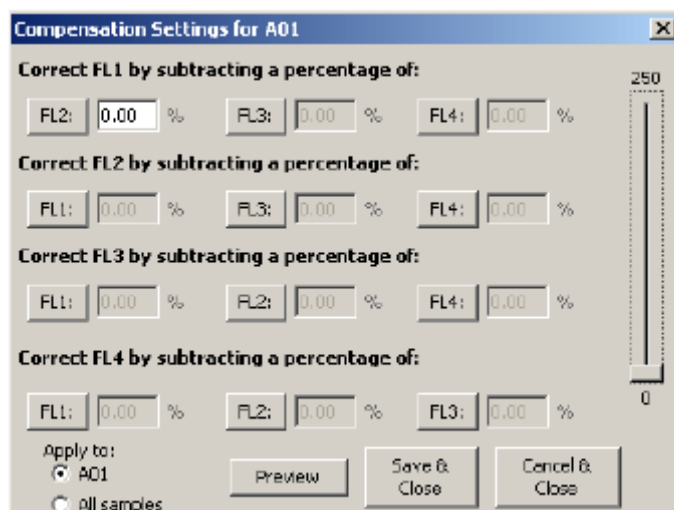 Compensation Settings for A01
Correct FL1 by subtracting a percentage of:
250
FL2: 0.00 % FL3: 0.00 % FL4: 0.00 %
Correct FL2 by subtracting a percentage of:
FL1: 0.00 % FL3: 0.00 % FL4: 0.00 %
Correct FL3 by subtracting a percentage of:
FL1: 0.00 % FL2: 0.00 % FL4: 0.00 %
Correct FL4 by subtracting a percentage of:
0
FL1: 0.00 % FL2: 0.00 % FL3: 0.00 %
Apply to:
A01
All samples
Preview
Save &
Close
Cancel &
Close